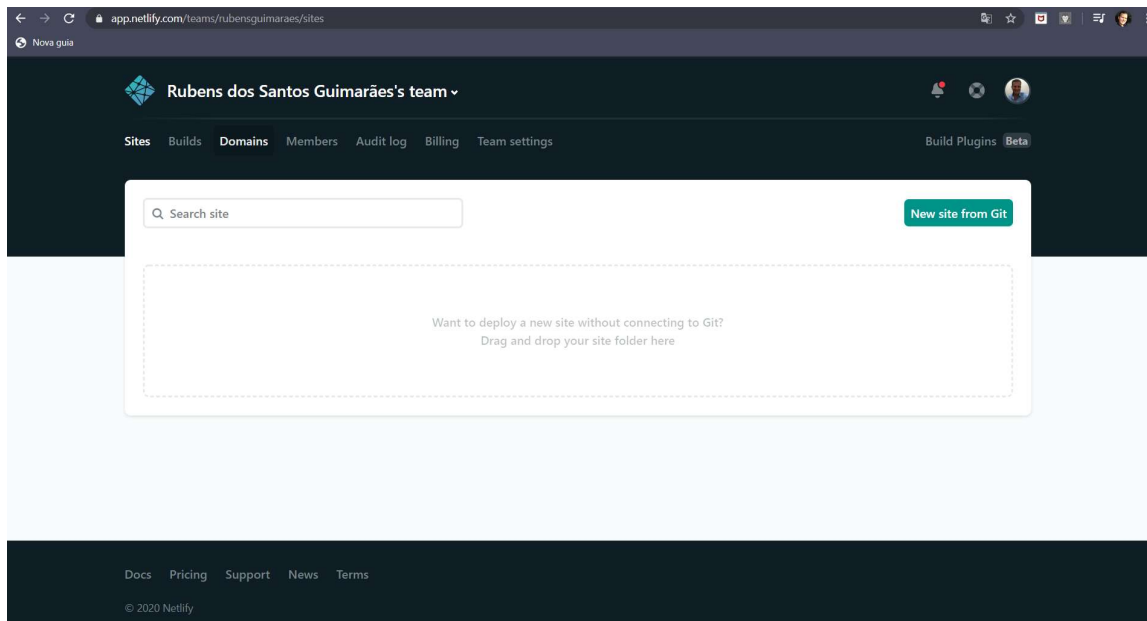 app.netlify.com/teams/rubensguimaraes/sites
Nova guia
Rubens dos Santos Guimarães's team
Sites Builds Domains Members Audit log Billing Team settings Build Plugins Beta
Search site New site from Git
Want to deploy a new site without connecting to Git?
Drag and drop your site folder here
Docs Pricing Support News Terms
© 2020 Netlify